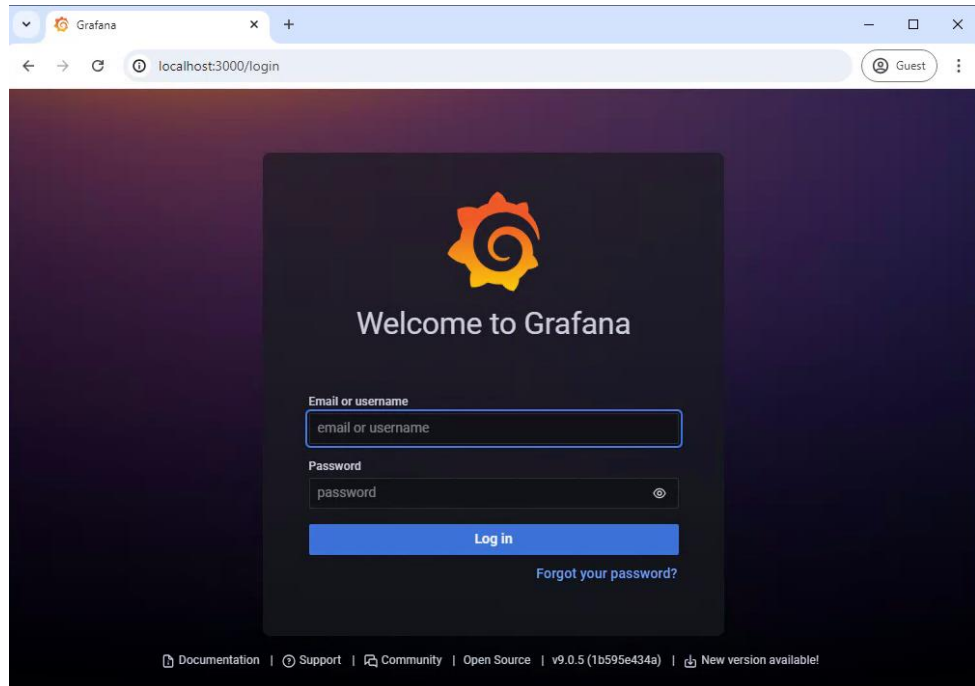 Grafana
localhost:3000/login
Guest
Welcome to Grafana
Email or username
email or username
Password
password
Log in
Forgot your password?
Documentation | Support | Community | Open Source | v9.0.5 (1b595e434a) | New version available!